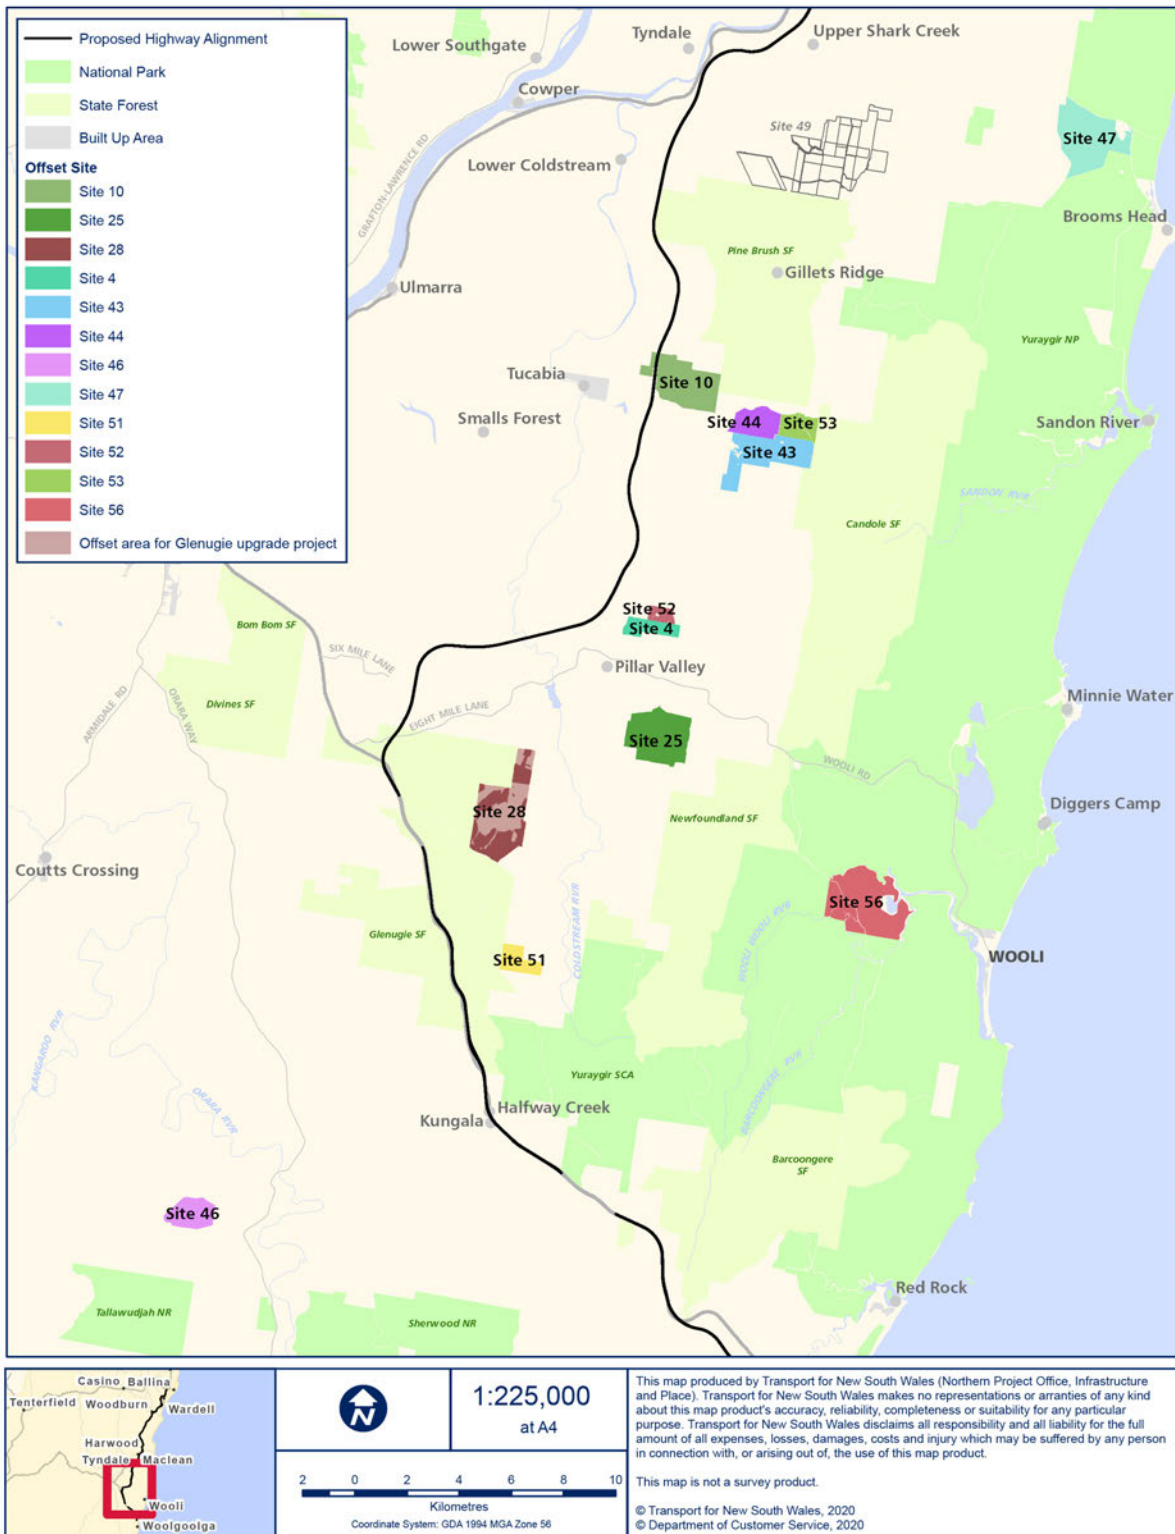 Proposed Highway Alignment
National Park
State Forest
Built Up Area
Offset Site
Site 10
Site 25
Site 28
Site 4
Site 43
Site 44
Site 46
Site 47
Site 51
Site 52
Site 53
Site 56
Offset area for Glenugie upgrade project
Tyndale
Upper Shark Creek
Lower Southgate
Cowper
Site 49
Site 47
GRAFTON-LAWRENCE RD
Lower Coldstream
Brooms Head
Pine Brush SF
Gillets Ridge
Ulmarra
Yuraygir NP
Tucabia
Site 10
Smalls Forest
Site 44
Site 53
Sandon River
Site 43
SANDON RVR
Candole SF
Site 52
Site 4
Bom Bom SF
SIX MILE LANE
Pillar Valley
ARMIDALE RD
ORARA WAY
Divines SF
EIGHT MILE LANE
Minnie Water
Site 25
WOOLI RD
Site 28
Newfoundland SF
Diggers Camp
Coutts Crossing
Site 56
Glenugie SF
COLDSTREAM RVR
WOOLI WOOLI RVR
Site 51
WOOLI
KANGAROO RVR
ORARA RVR
Yuraygir SCA
BARCOONGERE RVR
Halfway Creek
Kungala
Barcoongere
SF
Site 46
Red Rock
Tallawudjah NR
Sherwood NR
Casino
Ballina
Tenterfield
Woodburn
Wardell
Harwood
Tyndale
Maclean
Wooli
Woolgoolga
N
1:225,000
at A4
2 0 2 4 6 8 10
Kilometres
Coordinate System: GDA 1994 MGA Zone 56
This map produced by Transport for New South Wales (Northern Project Office, Infrastructure
and Place). Transport for New South Wales makes no representations or arranties of any kind
about this map product's accuracy, reliability, completeness or suitability for any particular
purpose. Transport for New South Wales disclaims all responsibility and all liability for the full
amount of all expenses, losses, damages, costs and injury which may be suffered by any person
in connection with, or arising out of, the use of this map product.
This map is not a survey product.
© Transport for New South Wales, 2020
© Department of Customer Service, 2020